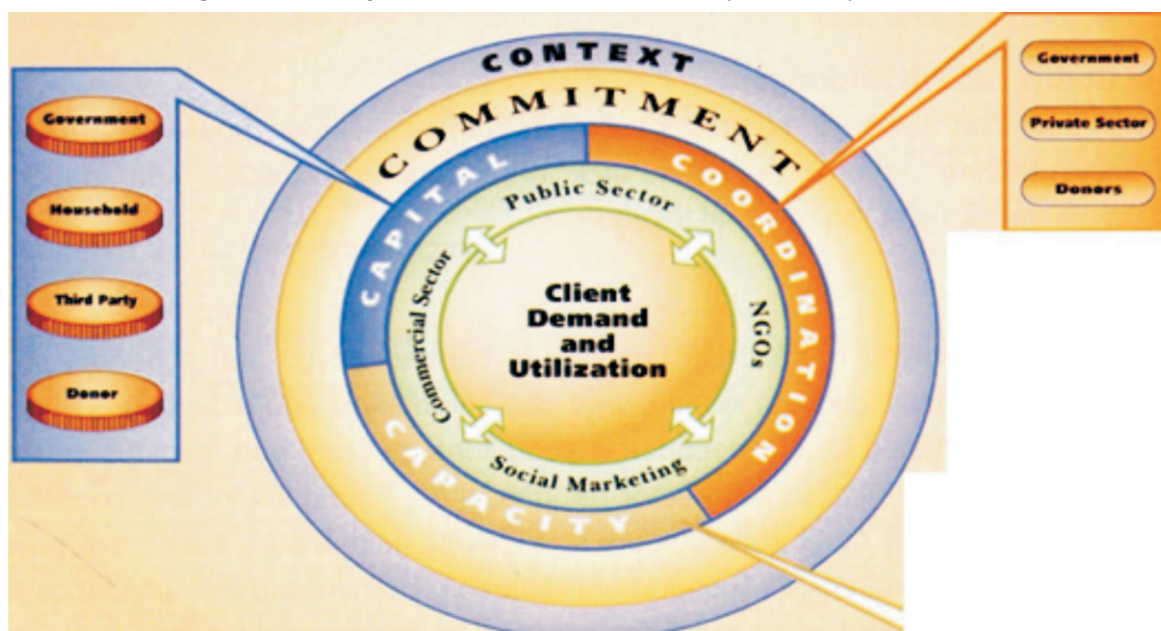 CONTEXT
COMMITMENT
CAPITAL
COORDINATION
CAPACITY
Public Sector
Commercial Sector
NGOs
Social Marketing
Client
Demand
and
Utilization
Government
Household
Third Party
Donor
Government
Private Sector
Donors